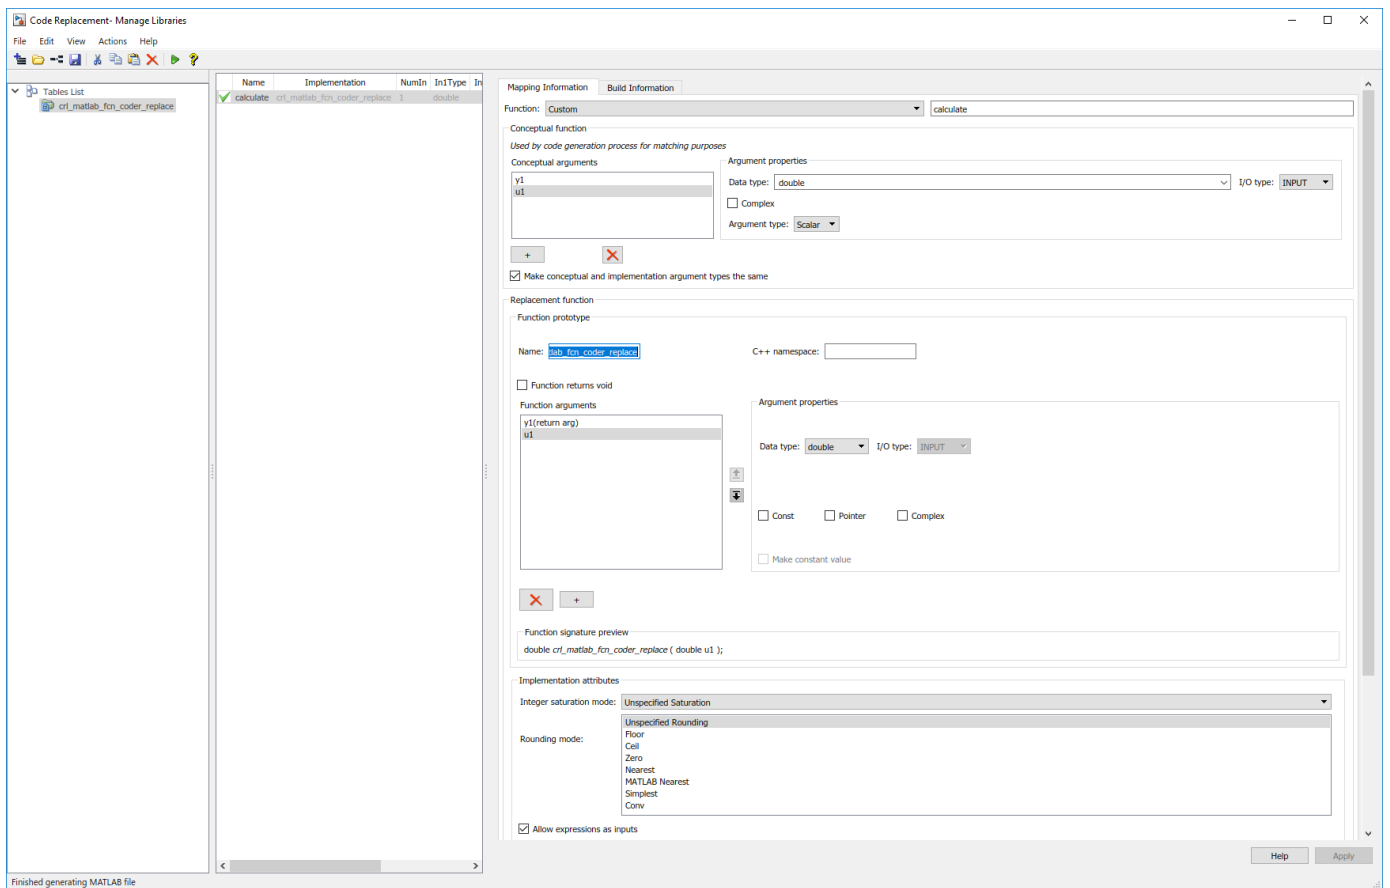 Code Replacement- Manage Libraries
File Edit View Actions Help
Tables List
crl_matlab_fcn_coder_replace
Name Implementation NumIn In1Type In
calculate crl_matlab_fcn_coder_replace 1 double
Mapping Information Build Information
Function: Custom calculate
Conceptual function
Used by code generation process for matching purposes
Conceptual arguments
y1
u1
Argument properties
Data type: double I/O type: INPUT
Complex
Argument type: Scalar
+
Make conceptual and implementation argument types the same
Replacement function
Function prototype
Name: dab_fcn_coder_replace C++ namespace:
Function returns void
Function arguments
y1(return arg)
u1
Argument properties
Data type: double I/O type: INPUT
Const Pointer Complex
Make constant value
+
Function signature preview
double crl_matlab_fcn_coder_replace ( double u1 );
Implementation attributes
Integer saturation mode: Unspecified Saturation
Rounding mode:
Unspecified Rounding
Floor
Ceil
Zero
Nearest
MATLAB Nearest
Simplest
Conv
Allow expressions as inputs
Help Apply
Finished generating MATLAB file